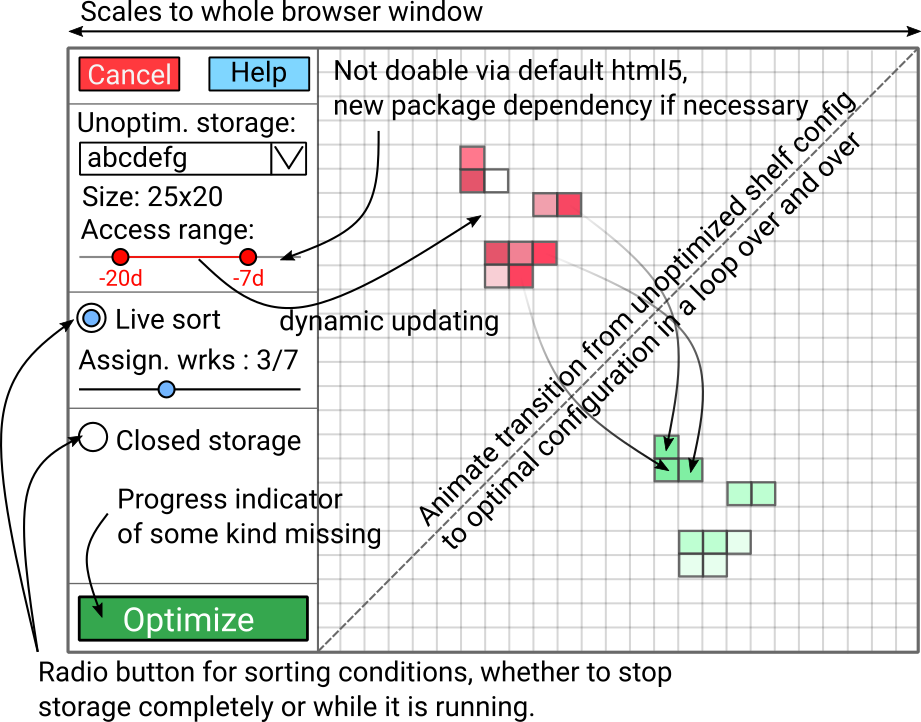 Scales to whole browser window
Cancel
Help
Not doable via default html5,
new package dependency if necessary
Unoptim. storage:
abcdefg
Size: 25x20
Access range:
-20d
-7d
dynamic updating
Live sort
Assign. wrks : 3/7
Closed storage
Progress indicator
of some kind missing
Optimize
Animate transition from unoptimized shelf config
to optimal configuration in a loop over and over
Radio button for sorting conditions, whether to stop
storage completely or while it is running.